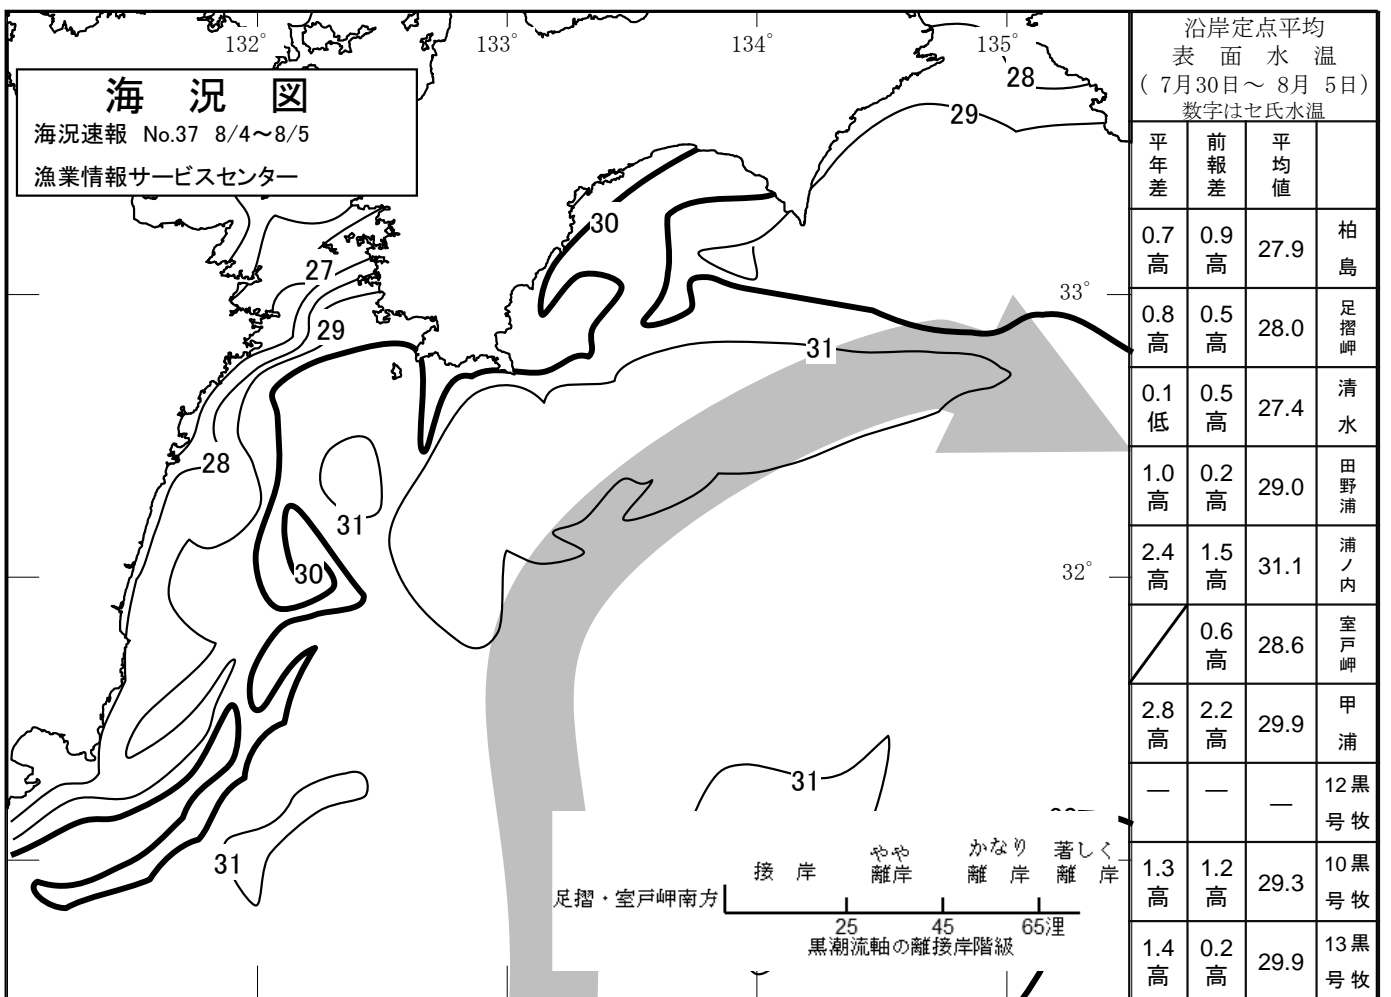 132°
133°
134°
135°
海況図
海況速報 No.37 8/4～8/5
漁業情報サービスセンター
28
29
30
27
29
33°
31
28
31
30
32°
31
31
接岸
やや離岸
かなり離岸
著しく離岸
足摺・室戸岬南方
25 45 65浬
黒潮流軸の離接岸階級
沿岸定点平均
表面水温
( 7月30日～ 8月 5日)
数字はセ氏水温
平年差 前報差 平均値
0.7高 0.9高 27.9 柏島
0.8高 0.5高 28.0 足摺岬
0.1低 0.5高 27.4 清水
1.0高 0.2高 29.0 田野浦
2.4高 1.5高 31.1 浦ノ内
0.6高 28.6 室戸岬
2.8高 2.2高 29.9 甲浦
— — — 黒牧12号
1.3高 1.2高 29.3 黒牧10号
1.4高 0.2高 29.9 黒牧13号